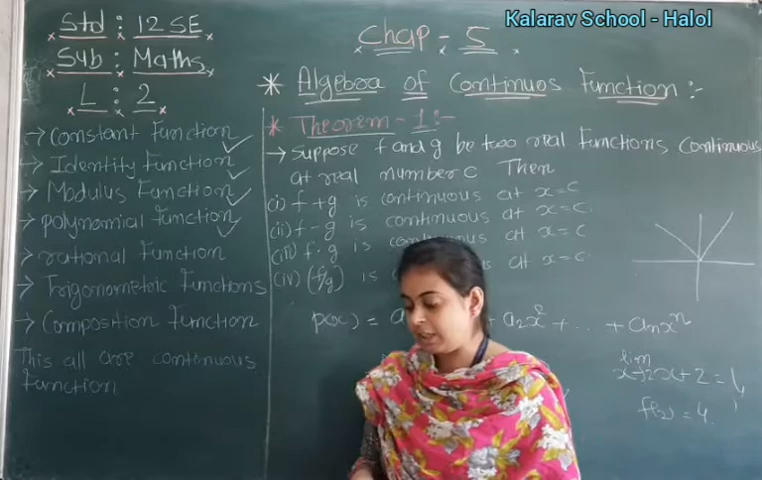 Kalarav School - Halol
Std : 12 SE
Sub : Maths
L : 2
→ Constant Function
→ Identity Function
→ Modulus Function
→ Polynomial function
→ rational Function
→ Trigonometric Functions
→ Composition Function
This all are continuous
function
Chap - 5
* Algebra of Continuos Function :-
* Theorem - 1 :-
→ Suppose f and g be two real Functions Continuous
at real number c Then
(i) f+g is continuous at x=c
(ii) f-g is continuous at x=c
(iii) f.g is continuous at x=c
(iv) (f/g) is at x=c
p(x) = + a₂x² + ... + aₙxⁿ
lim
x+2 = 4
f(2) = 4